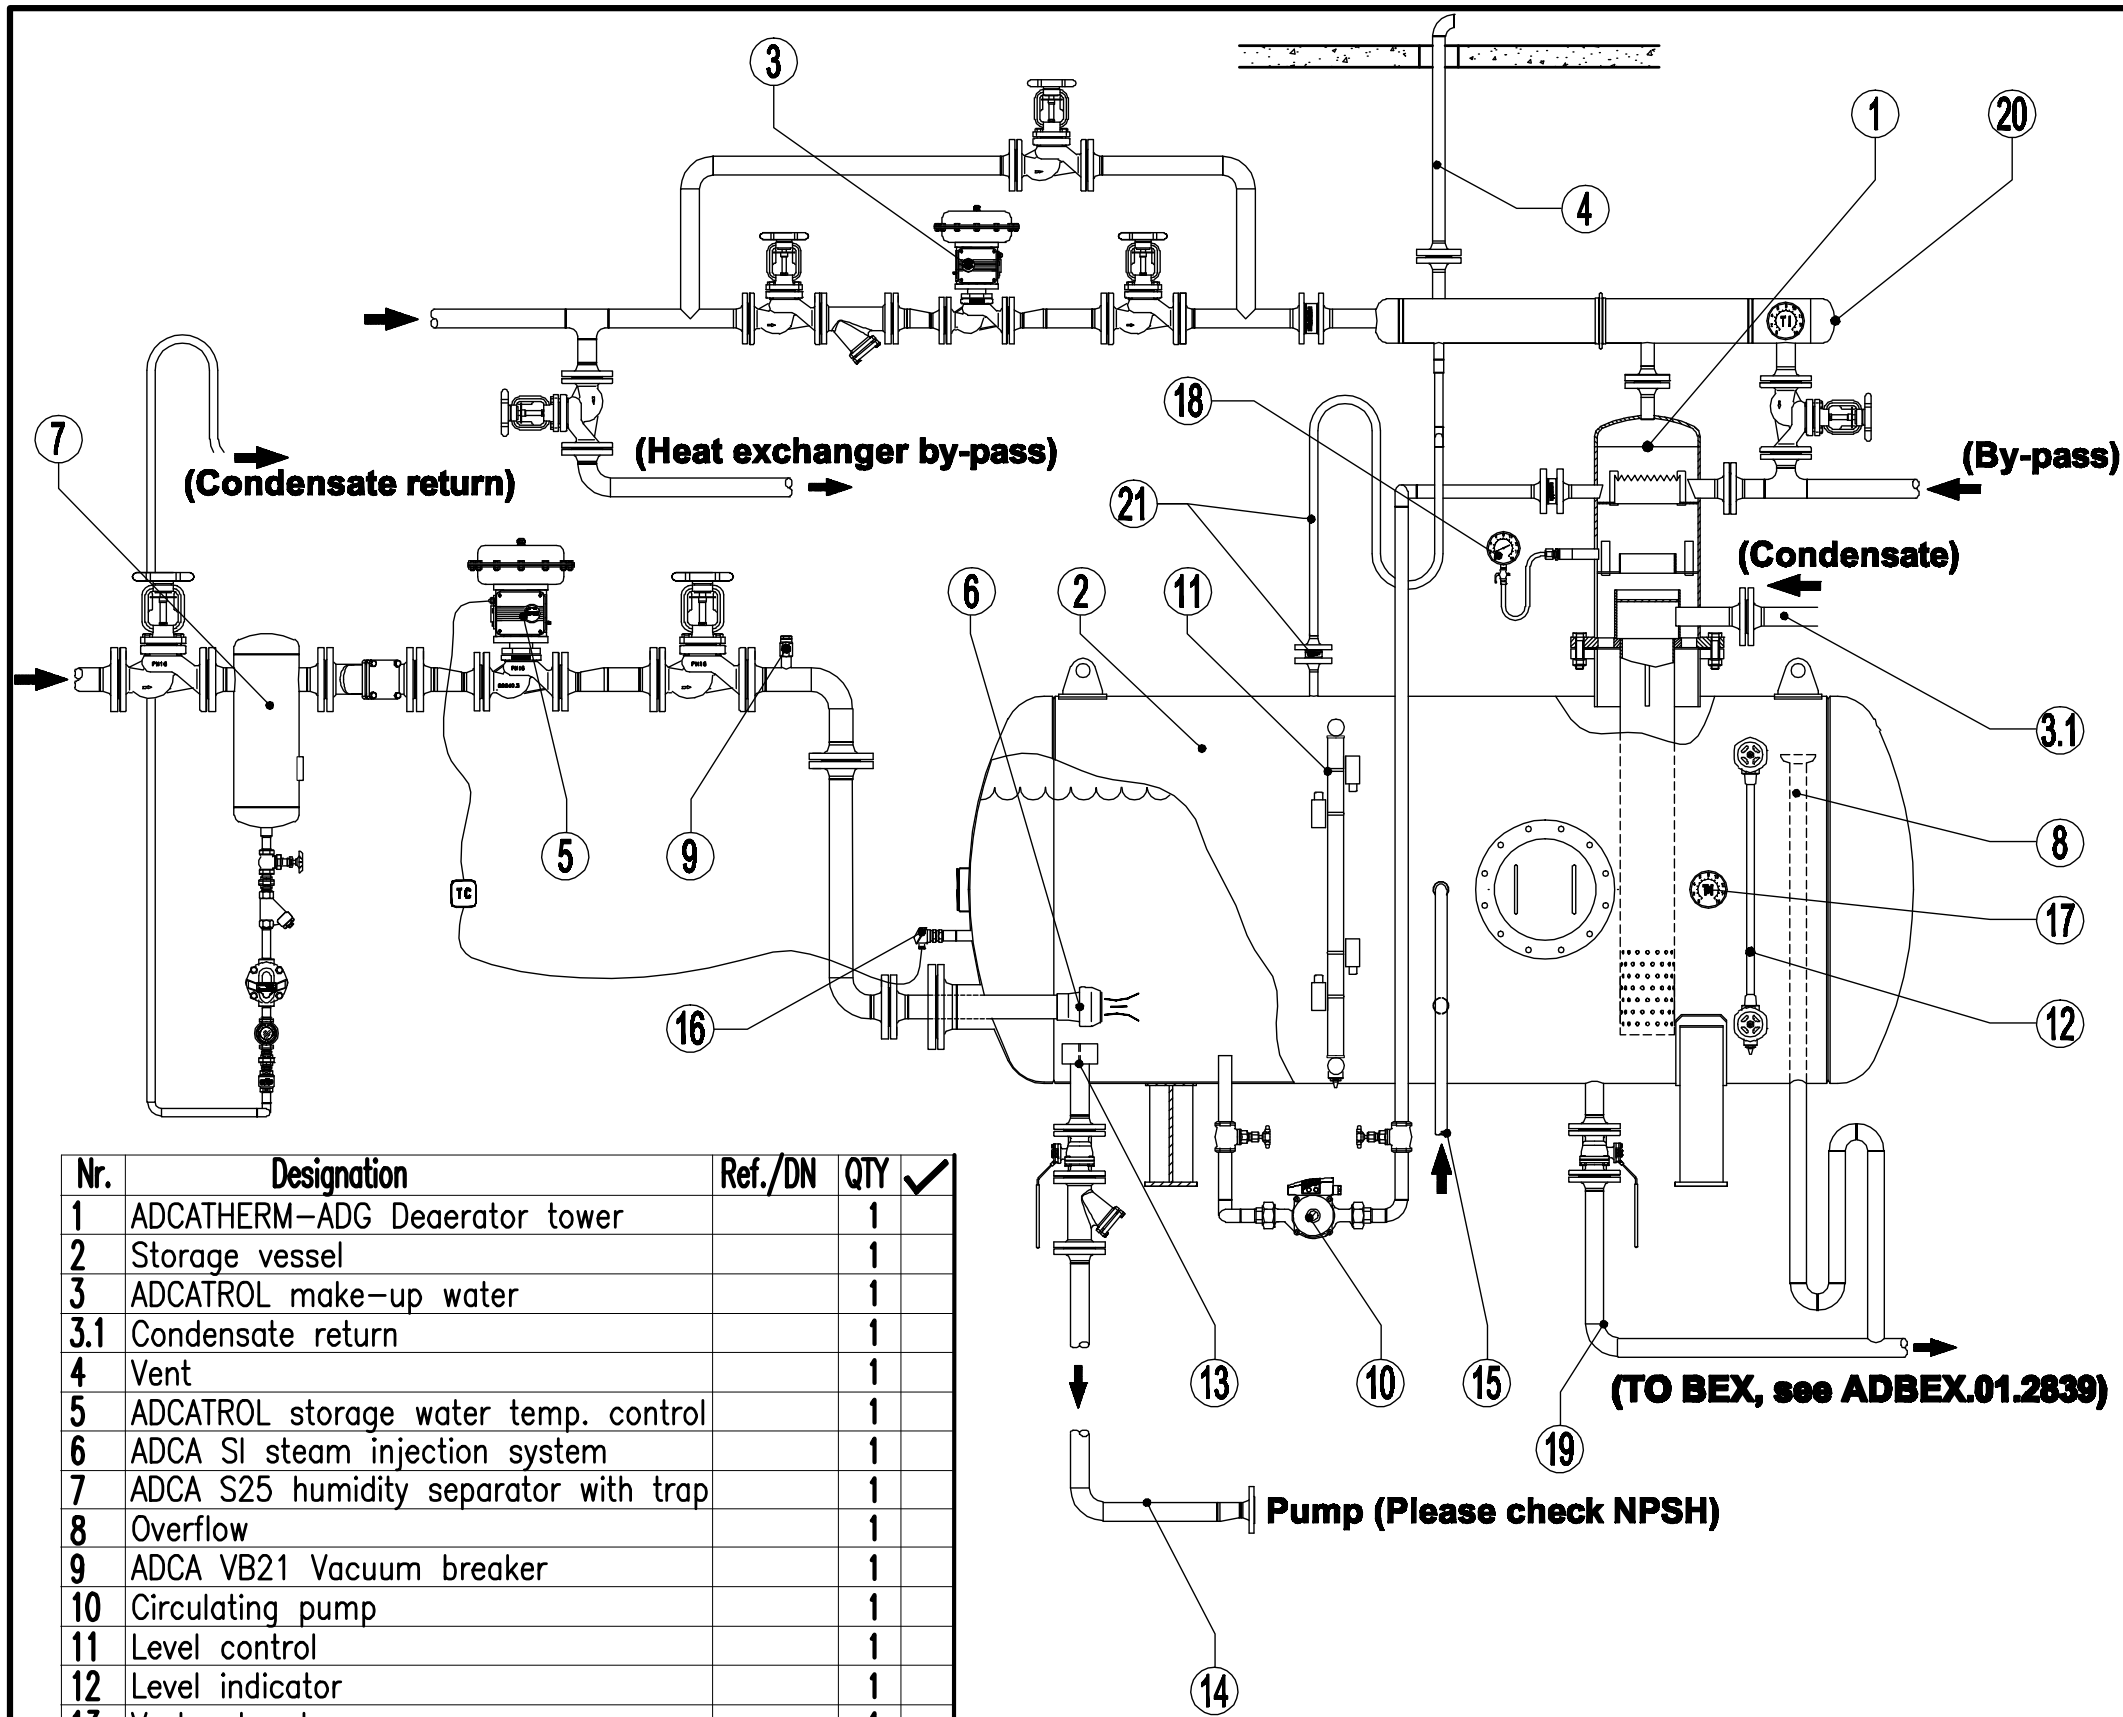 3
1
20
4
18
7
(Heat exchanger by-pass)
(Condensate return)
(By-pass)
21
(Condensate)
6
2
11
3.1
5
9
8
TC
TI
17
16
12
13
10
15
(TO BEX, see ADBEX.01.2839)
19
Pump (Please check NPSH)
14
Nr. Designation Ref./DN QTY ✓
1 ADCATHERM-ADG Deaerator tower 1
2 Storage vessel 1
3 ADCATROL make-up water 1
3.1 Condensate return 1
4 Vent 1
5 ADCATROL storage water temp. control 1
6 ADCA SI steam injection system 1
7 ADCA S25 humidity separator with trap 1
8 Overflow 1
9 ADCA VB21 Vacuum breaker 1
10 Circulating pump 1
11 Level control 1
12 Level indicator 1